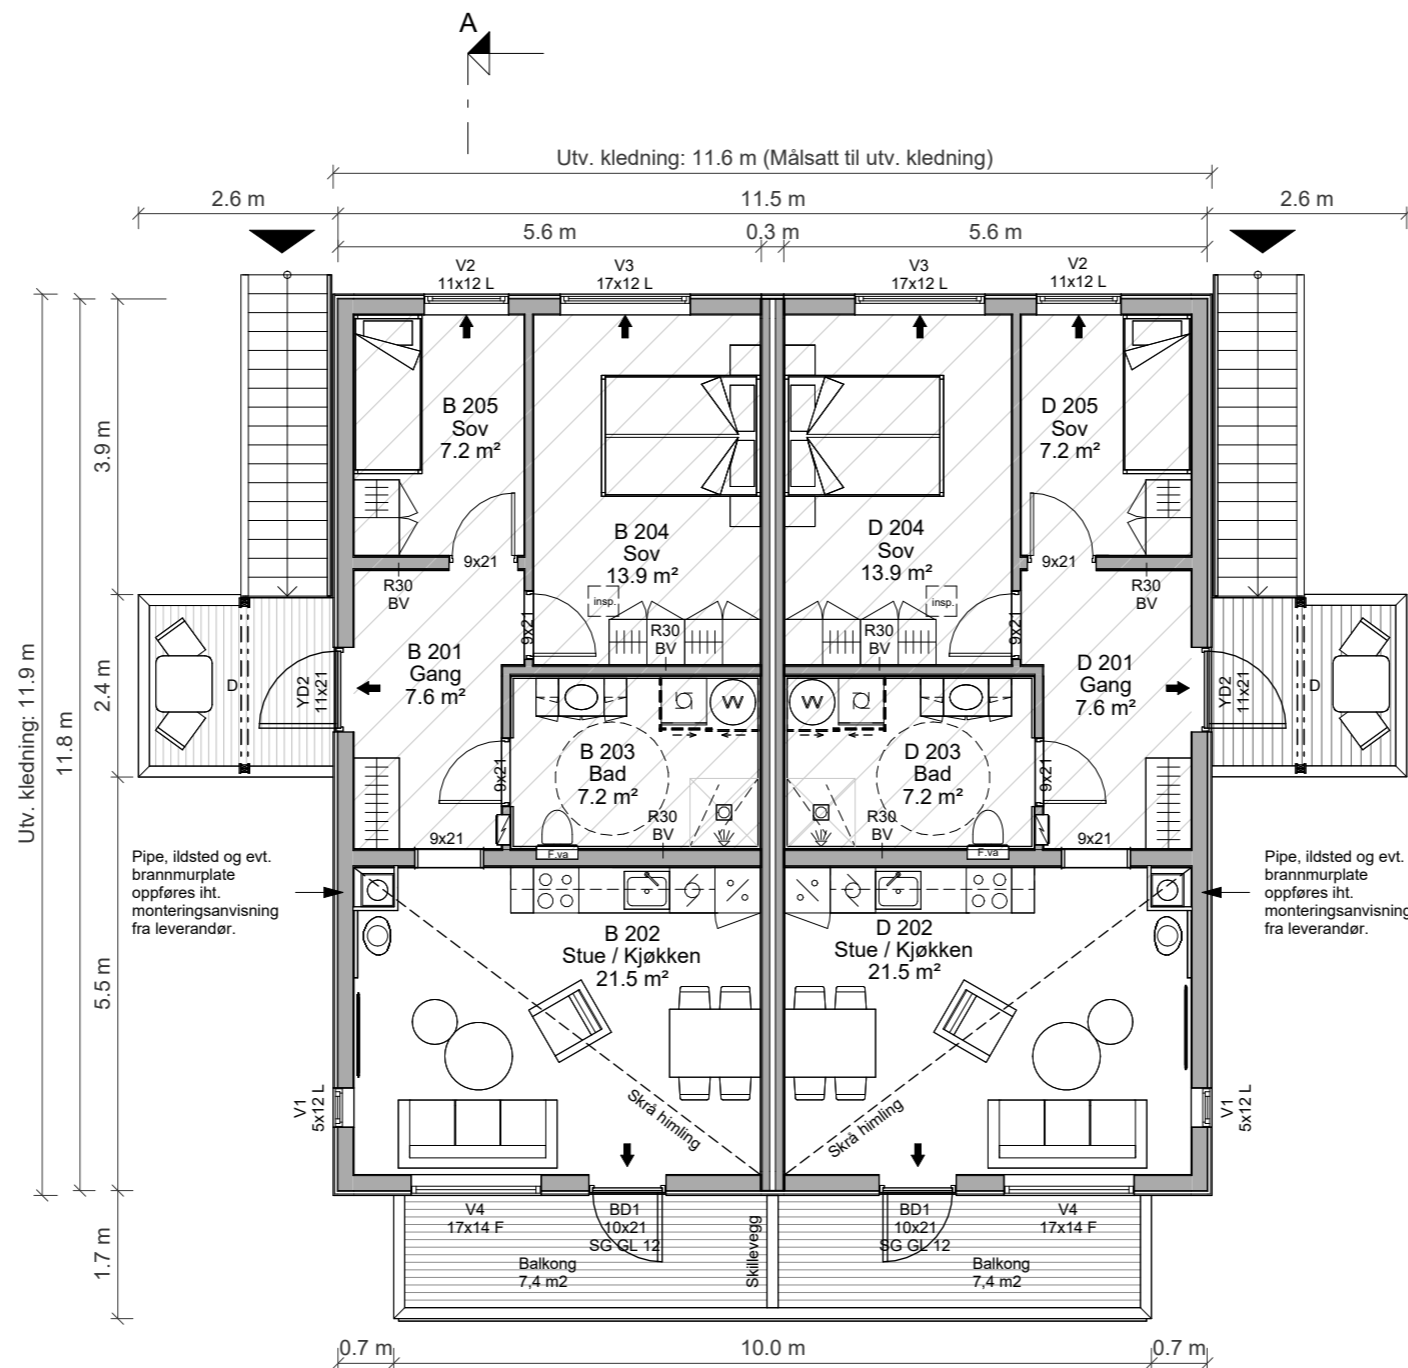 A
Utv. kledning: 11.6 m (Målsatt til utv. kledning)
2.6 m
11.5 m
2.6 m
5.6 m
0.3 m
5.6 m
V2
11x12 L
V3
17x12 L
V3
17x12 L
V2
11x12 L
B 205
Sov
7.2 m²
D 205
Sov
7.2 m²
3.9 m
B 204
Sov
13.9 m²
D 204
Sov
13.9 m²
9x21
9x21
R30
BV
R30
BV
insp.
insp.
9x21
9x21
R30
BV
R30
BV
B 201
Gang
7.6 m²
D 201
Gang
7.6 m²
Utv. kledning: 11.9 m
11.8 m
2.4 m
D
YD2
11x21
YD2
11x21
D
W
W
B 203
Bad
7.2 m²
D 203
Bad
7.2 m²
9x21
9x21
R30
BV
R30
BV
9x21
F.va
F.va
9x21
Pipe, ildsted og evt.
brannmurplate
oppføres iht.
monteringsanvisning
fra leverandør.
Pipe, ildsted og evt.
brannmurplate
oppføres iht.
monteringsanvisning
fra leverandør.
B 202
Stue / Kjøkken
21.5 m²
D 202
Stue / Kjøkken
21.5 m²
5.5 m
V1
5x12 L
Skrå himling
Skrå himling
V1
5x12 L
V4
17x14 F
BD1
10x21
SG GL 12
BD1
10x21
SG GL 12
V4
17x14 F
1.7 m
Balkong
7,4 m2
Skillevegg
Balkong
7,4 m2
0.7 m
10.0 m
0.7 m